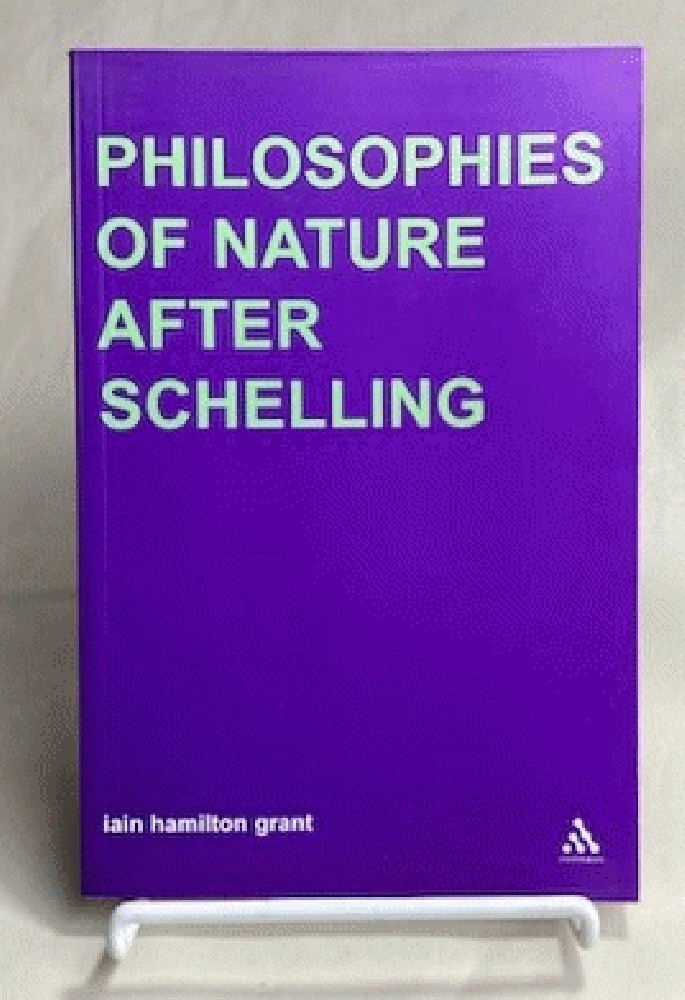 PHILOSOPHIES
OF NATURE
AFTER
SCHELLING
iain hamilton grant